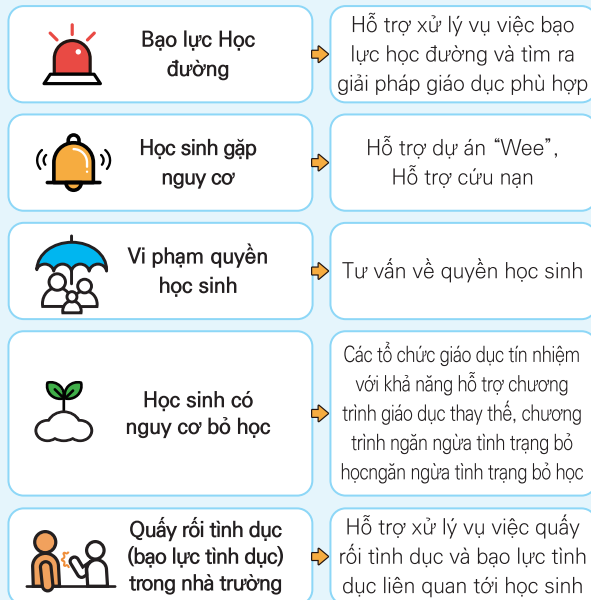 Bạo lực Học
đường
Hỗ trợ xử lý vụ việc bạo
lực học đường và tìm ra
giải pháp giáo dục phù hợp
Học sinh gặp
nguy cơ
Hỗ trợ dự án “Wee”,
Hỗ trợ cứu nạn
Vi phạm quyền
học sinh
Tư vấn về quyền học sinh
Học sinh có
nguy cơ bỏ học
Các tổ chức giáo dục tín nhiệm
với khả năng hỗ trợ chương
trình giáo dục thay thế, chương
trình ngăn ngừa tình trạng bỏ
họcngăn ngừa tình trạng bỏ học
Quấy rối tình dục
(bạo lực tình dục)
trong nhà trường
Hỗ trợ xử lý vụ việc quấy
rối tình dục và bạo lực tình
dục liên quan tới học sinh